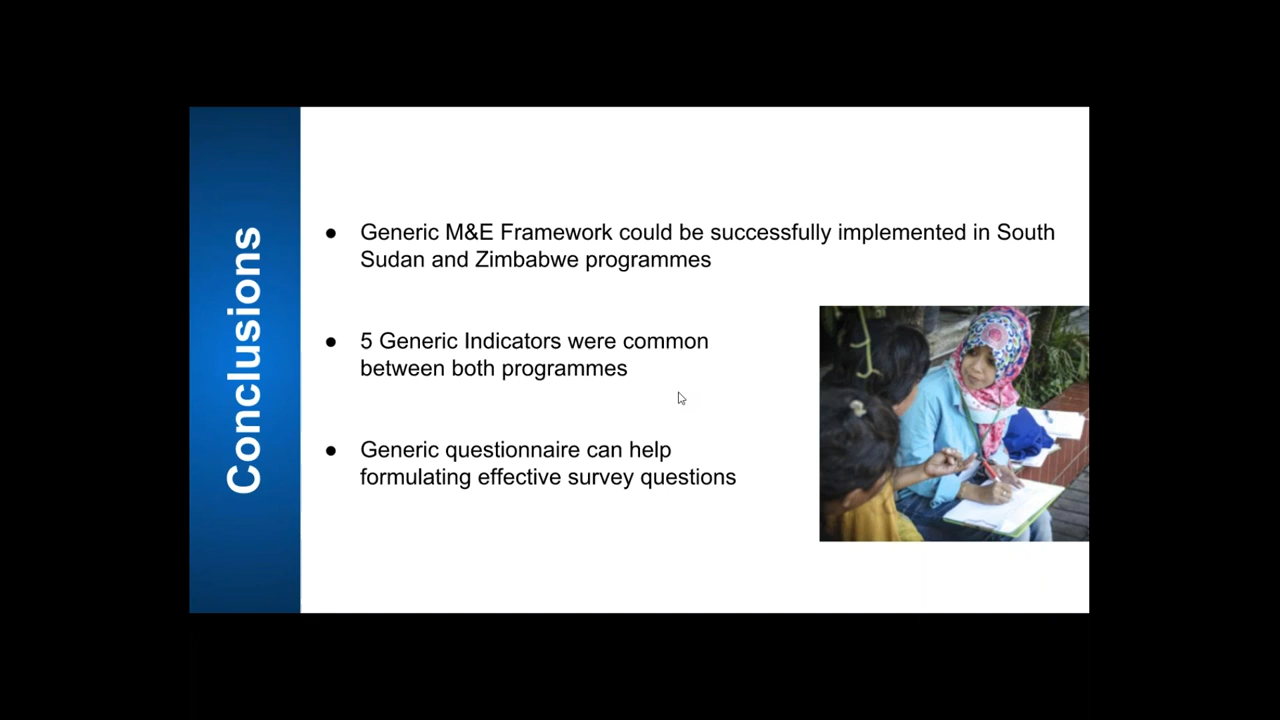 Conclusions
● Generic M&E Framework could be successfully implemented in South
Sudan and Zimbabwe programmes
● 5 Generic Indicators were common
between both programmes
● Generic questionnaire can help
formulating effective survey questions